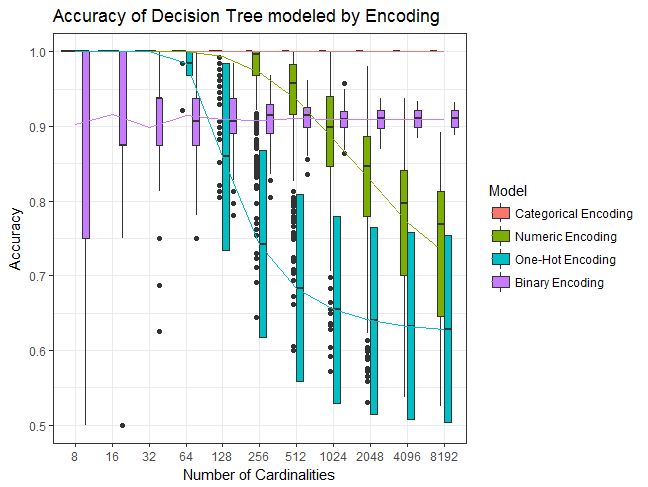 Accuracy of Decision Tree modeled by Encoding
1.0
0.9
0.8
0.7
0.6
0.5
Accuracy
8 16 32 64 128 256 512 1024 2048 4096 8192
Number of Cardinalities
Model
Categorical Encoding
Numeric Encoding
One-Hot Encoding
Binary Encoding